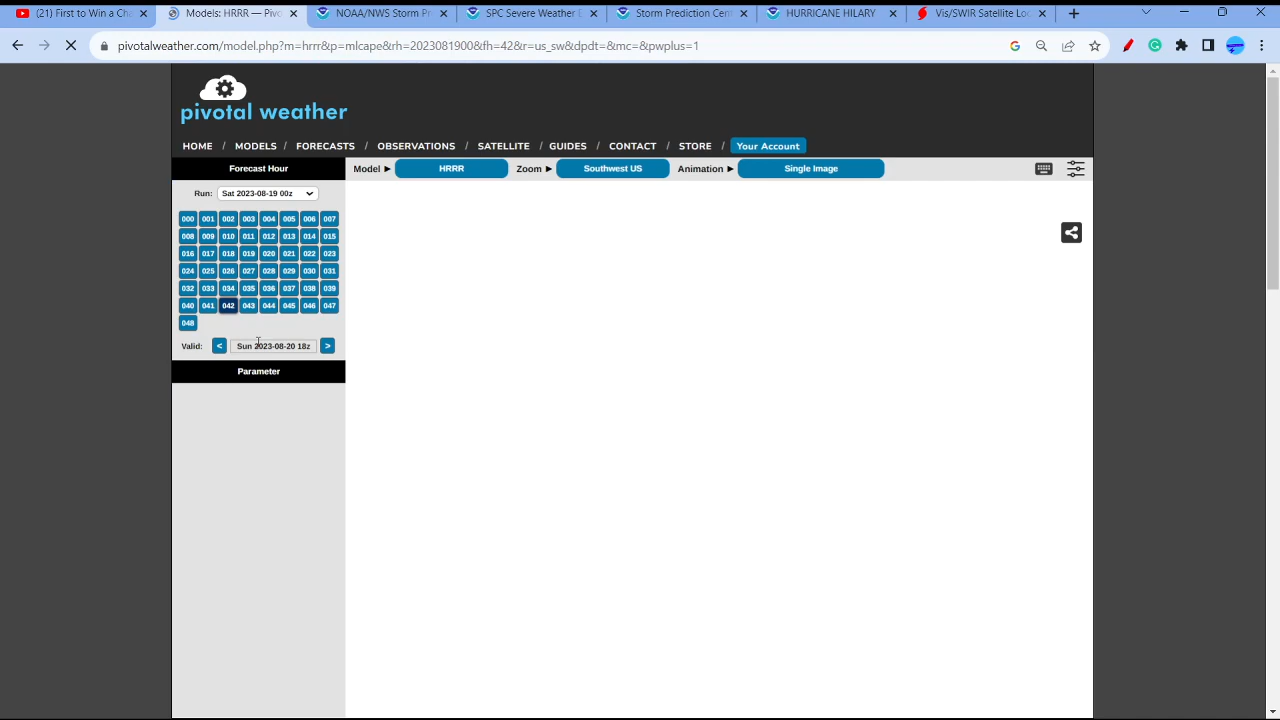 (21) First to Win a Chi
Models: HRRR — Pivot
NOAA/NWS Storm Pr
SPC Severe Weather E
Storm Prediction Cent
HURRICANE HILARY
Vis/SWIR Satellite Loo
pivotalweather.com/model.php?m=hrrr&p=mlcape&rh=2023081900&fh=42&r=us_sw&dpdt=&mc=&pwplus=1
pivotal weather
HOME / MODELS / FORECASTS / OBSERVATIONS / SATELLITE / GUIDES / CONTACT / STORE / Your Account
Forecast Hour
Model ► HRRR Zoom ► Southwest US Animation ► Single Image
Run: Sat 2023-08-19 00z
000 001 002 003 004 005 006 007
008 009 010 011 012 013 014 015
016 017 018 019 020 021 022 023
024 025 026 027 028 029 030 031
032 033 034 035 036 037 038 039
040 041 042 043 044 045 046 047
048
Valid: < Sun 2023-08-20 18z >
Parameter